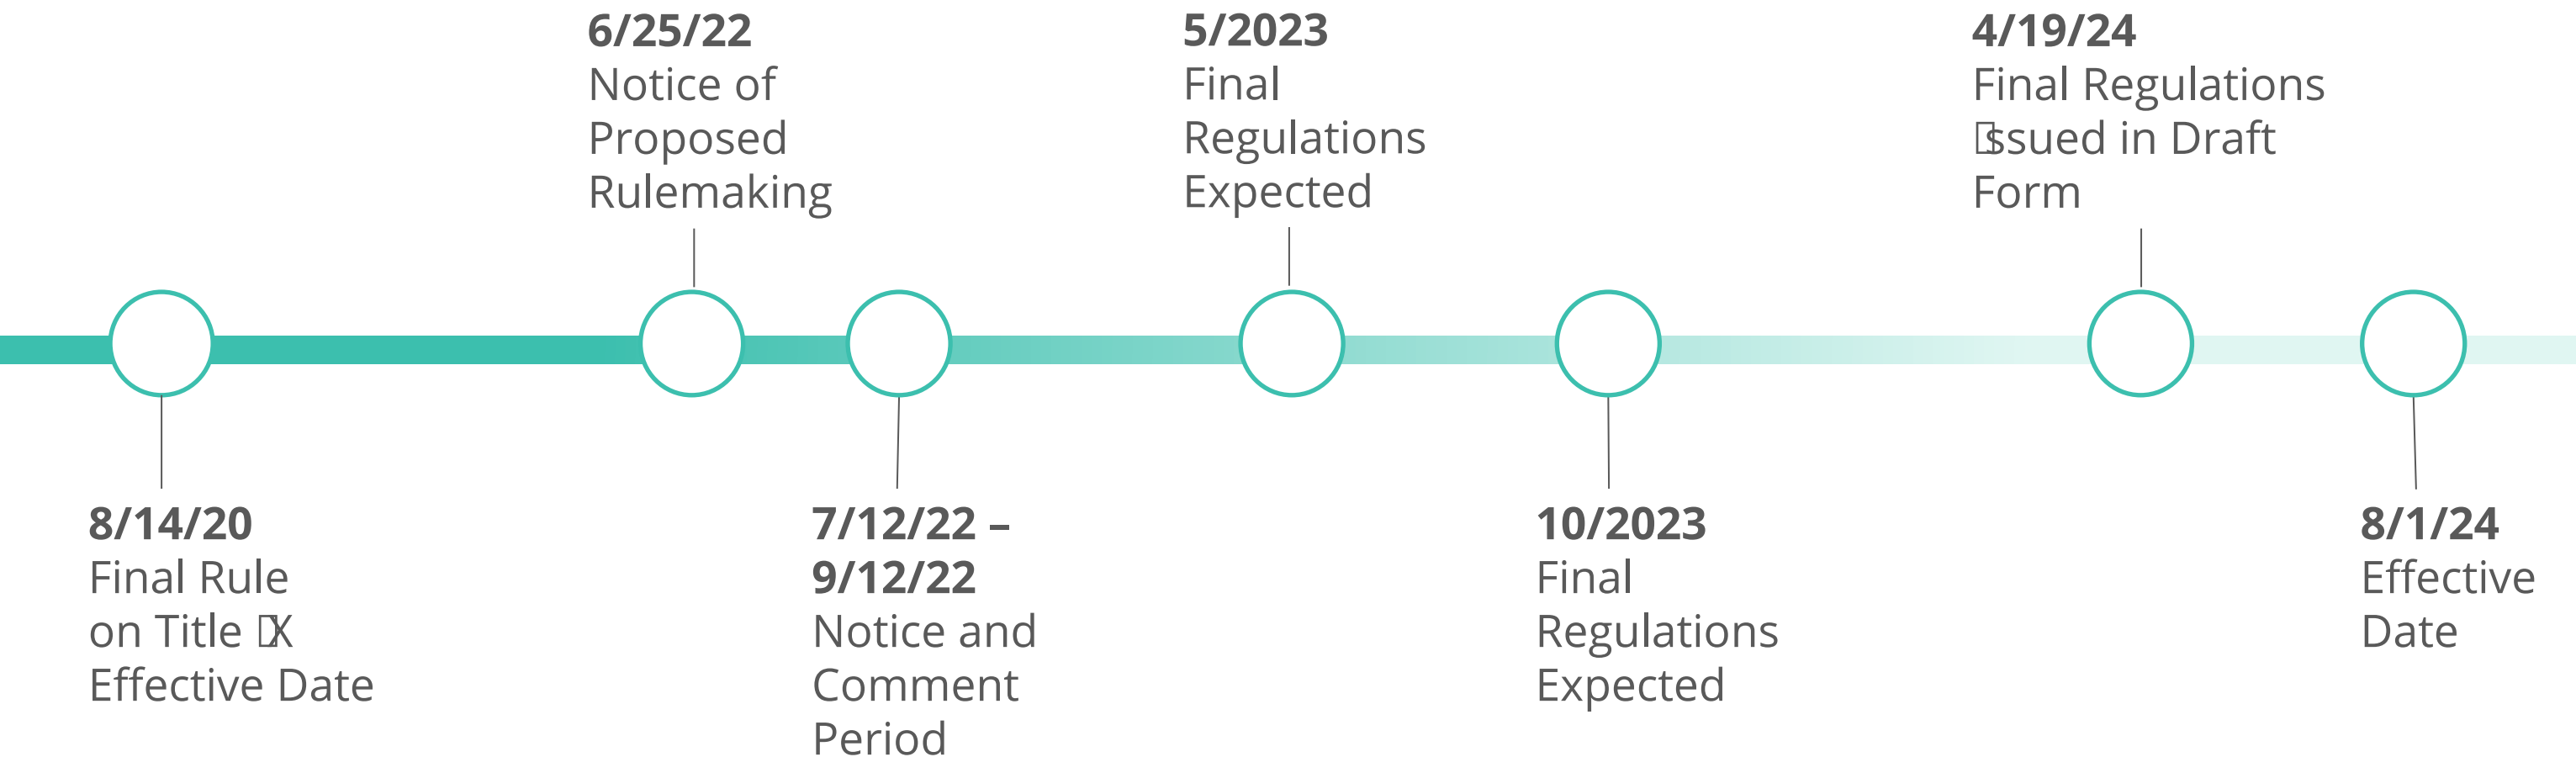 6/25/22
Notice of
Proposed
Rulemaking
5/2023
Final
Regulations
Expected
4/19/24
Final Regulations
Issued in Draft
Form
8/14/20
Final Rule
on Title IX
Effective Date
7/12/22 –
9/12/22
Notice and
Comment
Period
10/2023
Final
Regulations
Expected
8/1/24
Effective
Date